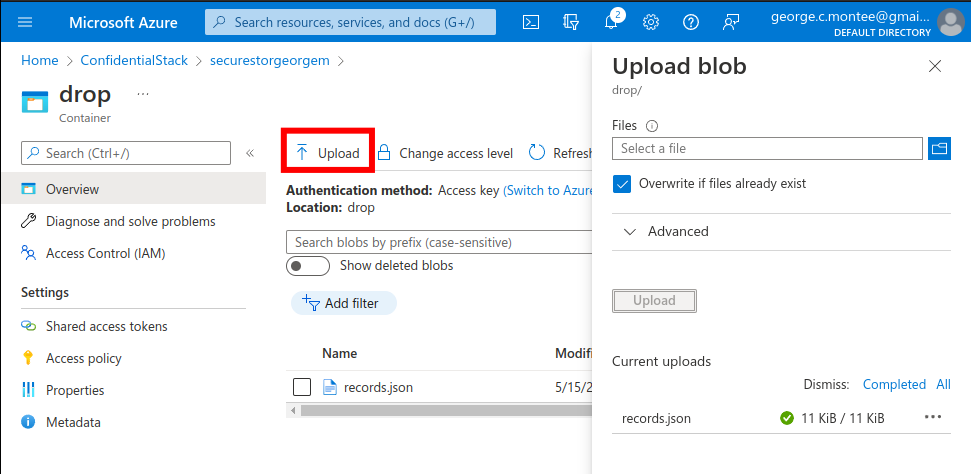 Microsoft Azure
Search resources, services, and docs (G+/)
2
george.c.montee@gmai...
DEFAULT DIRECTORY
Home > ConfidentialStack > securestorgeorgem >
drop ...
Container
Search (Ctrl+/)
«
Overview
Diagnose and solve problems
Access Control (IAM)
Settings
Shared access tokens
Access policy
Properties
Metadata
Upload
Change access level
Refresh
Authentication method: Access key (Switch to Azure
Location: drop
Search blobs by prefix (case-sensitive)
Show deleted blobs
Add filter
Name Modifi
records.json 5/15/2
Upload blob
drop/
Files
Select a file
Overwrite if files already exist
Advanced
Upload
Current uploads
Dismiss: Completed All
records.json 11 KiB / 11 KiB ...